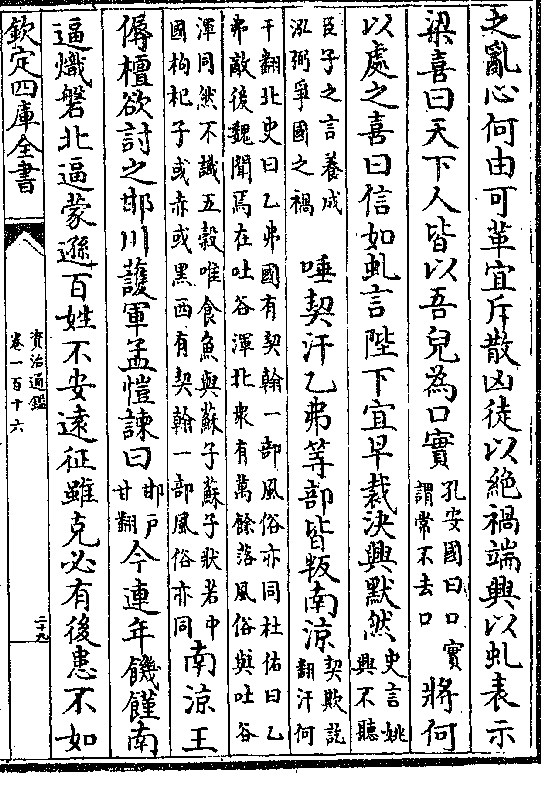 之亂心何由可革宜斥散凶徒以絶禍端興以虬表示
梁喜曰天下人皆以吾兒為口實
孔安國曰口實
謂常不去口
將何
以處之喜曰信如虬言陛下宜早裁決興默然
史言姚
興不聽
臣子之言養成
泓弼爭國之禍
唾契汗乙弗等部皆叛南涼
契欺訖
翻汗何
干翻北史曰乙弗國有契翰一部風俗亦同杜佑曰乙
弗敵後魏聞焉在吐谷渾北衆有萬餘落風俗與吐谷
渾同然不識五穀唯食魚與蘇子蘇子狀若中
國枸杞子或赤或黑西有契翰一部風俗亦同
南涼王
傉檀欲討之邯川護軍孟愷諫曰
邯戶
甘翻
今連年饑饉南
逼熾磐北逼蒙遜百姓不安遠征雖克必有後患不如
欽定四庫全書
資治通鑑
卷一百十六
二十九